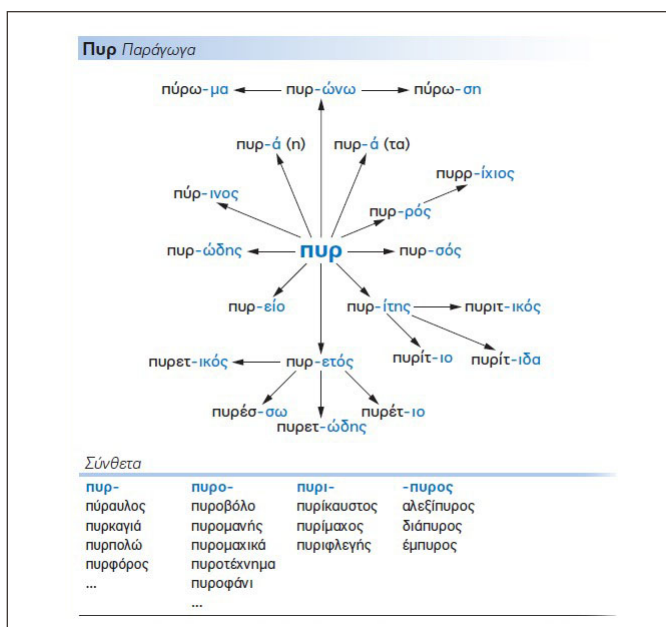 Πυρ Παράγωγα
πύρω-μα πυρ-ώνω πύρω-ση
πυρ-ά (η) πυρ-ά (τα)
πυρρ-ίχιος
πύρ-ινος
πυρ-ρός
πυρ-ώδης πυρ πυρ-σός
πυρ-είο πυρ-ίτης πυριτ-ικός
πυρετ-ικός πυρ-ετός πυρίτ-ιο πυρίτ-ιδα
πυρέσ-σω πυρέτ-ιο
πυρετ-ώδης
Σύνθετα
πυρ- πυρο- πυρι- -πυρος
πύραυλος πυροβόλο πυρίκαυστος αλεξίπυρος
πυρκαγιά πυρομανής πυρίμαχος διάπυρος
πυρπολώ πυρομαχικά πυριφλεγής έμπυρος
πυρφόρος πυροτέχνημα
... πυροφάνι
...